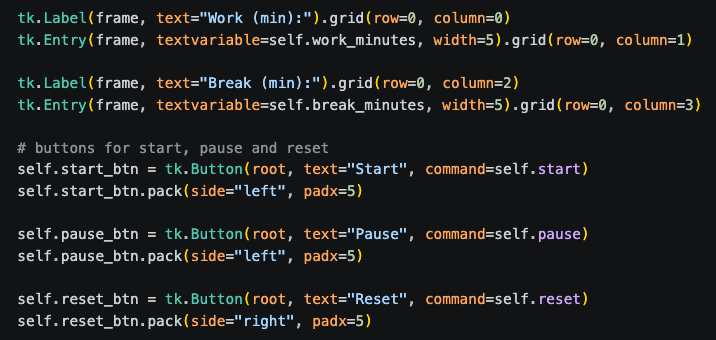 tk.Label(frame, text="Work (min):").grid(row=0, column=0)
tk.Entry(frame, textvariable=self.work_minutes, width=5).grid(row=0, column=1)
tk.Label(frame, text="Break (min):").grid(row=0, column=2)
tk.Entry(frame, textvariable=self.break_minutes, width=5).grid(row=0, column=3)
# buttons for start, pause and reset
self.start_btn = tk.Button(root, text="Start", command=self.start)
self.start_btn.pack(side="left", padx=5)
self.pause_btn = tk.Button(root, text="Pause", command=self.pause)
self.pause_btn.pack(side="left", padx=5)
self.reset_btn = tk.Button(root, text="Reset", command=self.reset)
self.reset_btn.pack(side="right", padx=5)